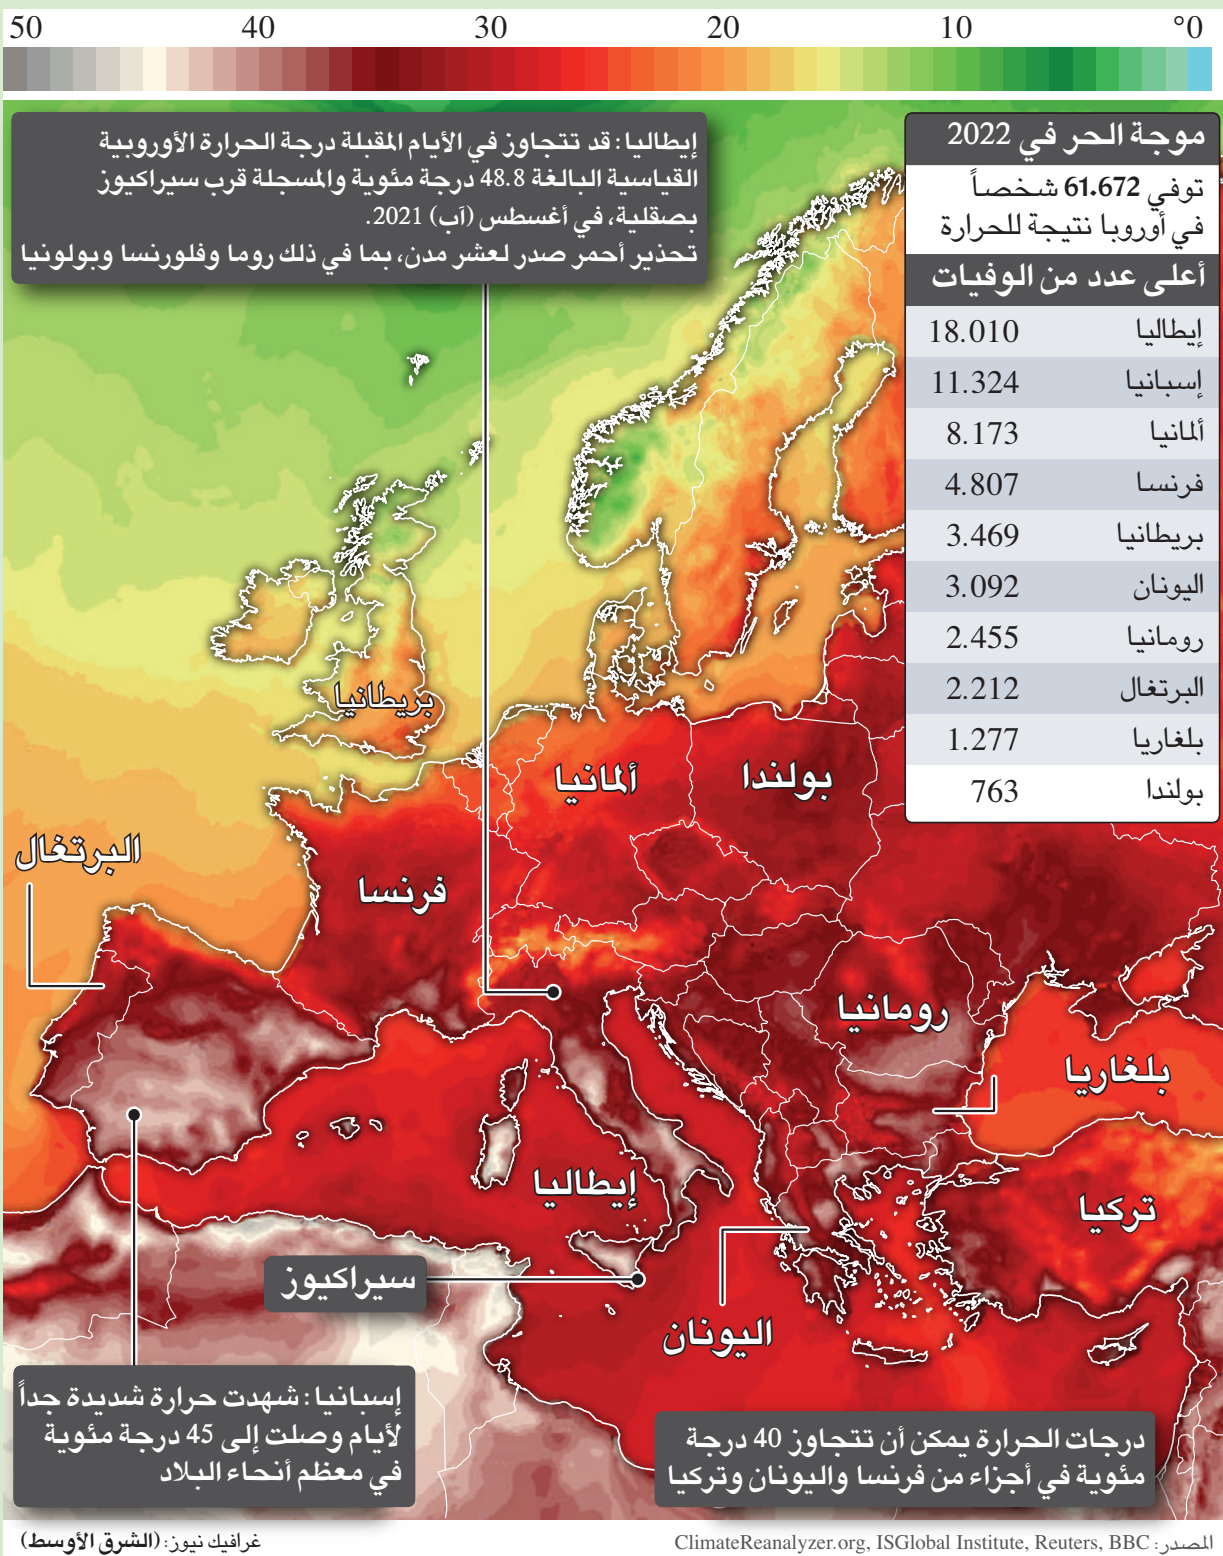 50 40 30 20 10 °0
موجة الحر في 2022
توفي 61.672 شخصاً
في أوروبا نتيجة للحرارة
أعلى عدد من الوفيات
إيطاليا 18.010
إسبانيا 11.324
ألمانيا 8.173
فرنسا 4.807
بريطانيا 3.469
اليونان 3.092
رومانيا 2.455
البرتغال 2.212
بلغاريا 1.277
بولندا 763
إيطاليا: قد تتجاوز في الأيام المقبلة درجة الحرارة الأوروبية
القياسية البالغة 48.8 درجة مئوية والمسجلة قرب سيراكيوز
بصقلية، في أغسطس (آب) 2021.
تحذير أحمر صدر لعشر مدن، بما في ذلك روما وفلورنسا وبولونيا
بريطانيا
بولندا
ألمانيا
البرتغال
فرنسا
رومانيا
بلغاريا
إيطاليا
تركيا
سيراكيوز
اليونان
درجات الحرارة يمكن أن تتجاوز 40 درجة
مئوية في أجزاء من فرنسا واليونان وتركيا
إسبانيا: شهدت حرارة شديدة جداً
لأيام وصلت إلى 45 درجة مئوية
في معظم أنحاء البلاد
المصدر: ClimateReanalyzer.org, ISGlobal Institute, Reuters, BBC
غرافيك نيوز: (الشرق الأوسط)